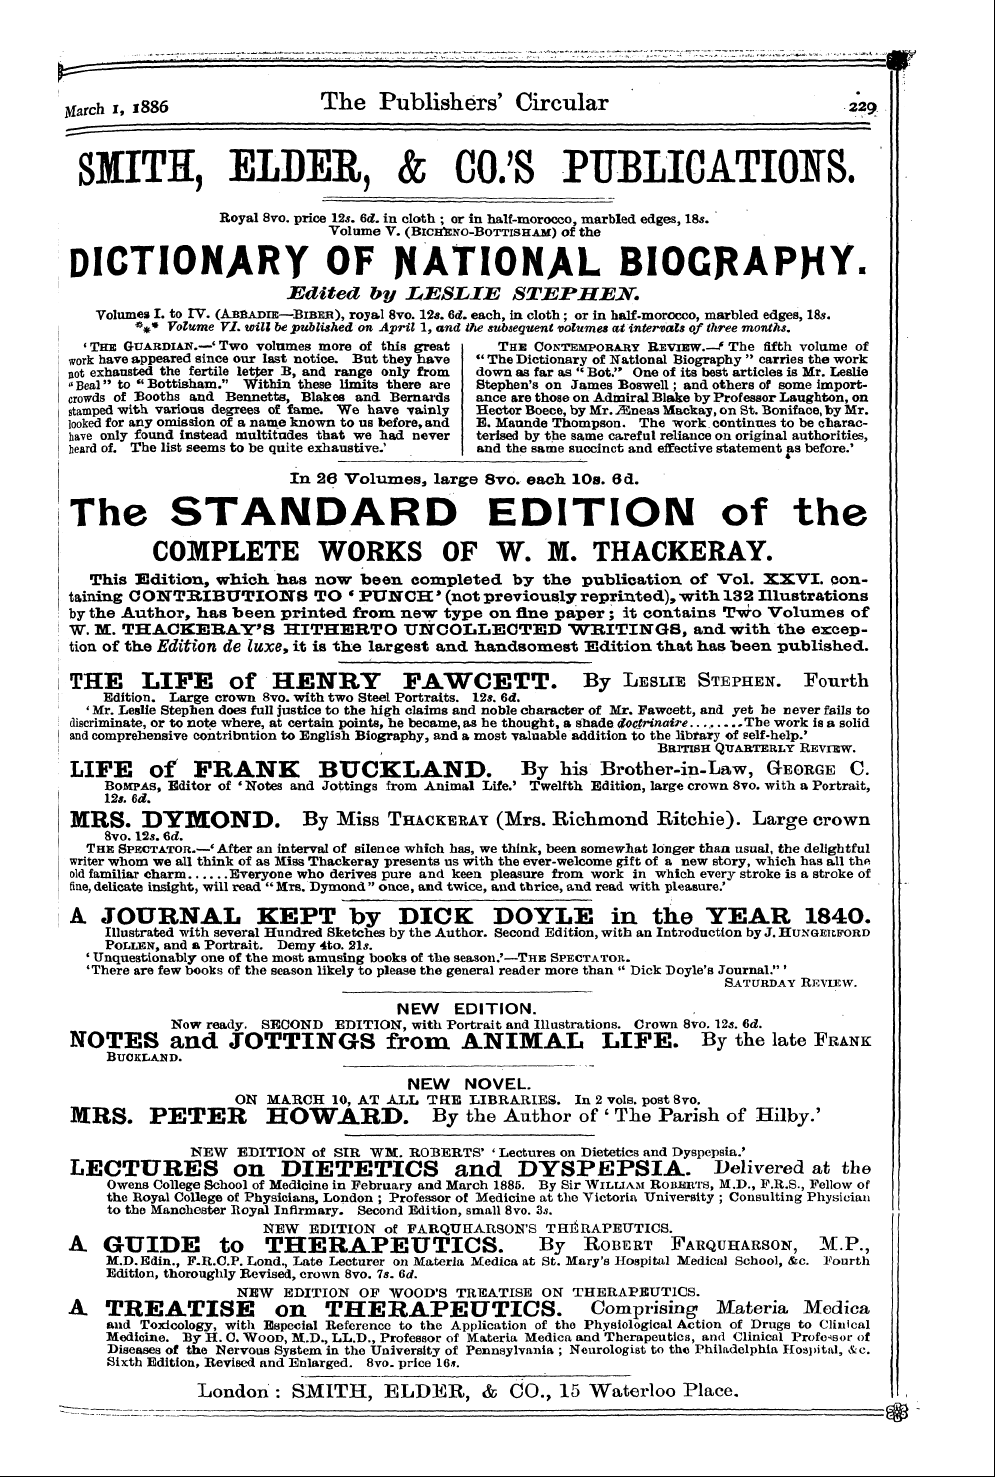 March 1, 1886 The Publishers' Circular 229
SMITH, ELDER, & CO.'S PUBLICATIONS.
Royal 8vo. price 12s. 6d. in cloth ; or in half-morocco, marbled edges, 18s.
Volume V. (BICHENO-BOTTISHAM) of the
DICTIONARY OF NATIONAL BIOGRAPHY.
Edited by LESLIE STEPHEN.
Volumes I. to IV. (ABBADIE—BIBER), royal 8vo. 12s. 6d. each, in cloth ; or in half-morocco, marbled edges, 18s.
*** Volume VI. will be published on April 1, and the subsequent volumes at intervals of three months.
'THE GUARDIAN.—'Two volumes more of this great
work have appeared since our last notice. But they have
not exhausted the fertile letter B, and range only from
"Beal" to "Bottisham." Within these limits there are
crowds of Booths and Bennetts, Blakes and Bernards
stamped with various degrees of fame. We have vainly
looked for any omission of a name known to us before, and
have only found instead multitudes that we had never
heard of. The list seems to be quite exhaustive.'
THE CONTEMPORARY REVIEW.—'The fifth volume of
"The Dictionary of National Biography" carries the work
down as far as "Bot." One of its best articles is Mr. Leslie
Stephen's on James Boswell ; and others of some import-
ance are those on Admiral Blake by Professor Laughton, on
Hector Boece, by Mr. Æneas Mackay, on St. Boniface, by Mr.
E. Maunde Thompson. The work continues to be charac-
terised by the same careful reliance on original authorities,
and the same succinct and effective statement as before.'
In 26 Volumes, large 8vo. each 10s. 6d.
The STANDARD EDITION of the
COMPLETE WORKS OF W. M. THACKERAY.
This Edition, which has now been completed by the publication of Vol. XXVI. con-
taining CONTRIBUTIONS TO 'PUNCH' (not previously reprinted), with 132 Illustrations
by the Author, has been printed from new type on fine paper ; it contains Two Volumes of
W. M. THACKERAY'S HITHERTO UNCOLLECTED WRITINGS, and with the excep-
tion of the Edition de luxe, it is the largest and handsomest Edition that has been published.
THE LIFE of HENRY FAWCETT. By LESLIE STEPHEN. Fourth
Edition. Large crown 8vo. with two Steel Portraits. 12s. 6d.
'Mr. Leslie Stephen does full justice to the high claims and noble character of Mr. Fawcett, and yet he never fails to
discriminate, or to note where, at certain points, he became, as he thought, a shade doctrinaire........The work is a solid
and comprehensive contribution to English Biography, and a most valuable addition to the library of self-help.'
BRITISH QUARTERLY REVIEW.
LIFE of FRANK BUCKLAND. By his Brother-in-Law, GEORGE C.
BOMPAS, Editor of 'Notes and Jottings from Animal Life.' Twelfth Edition, large crown 8vo. with a Portrait,
12s. 6d.
MRS. DYMOND. By Miss THACKERAY (Mrs. Richmond Ritchie). Large crown
8vo. 12s. 6d.
THE SPECTATOR.—'After an interval of silence which has, we think, been somewhat longer than usual, the delightful
writer whom we all think of as Miss Thackeray presents us with the ever-welcome gift of a new story, which has all the
old familiar charm......Everyone who derives pure and keen pleasure from work in which every stroke is a stroke of
fine, delicate insight, will read "Mrs. Dymond" once, and twice, and thrice, and read with pleasure.'
A JOURNAL KEPT by DICK DOYLE in the YEAR 1840.
Illustrated with several Hundred Sketches by the Author. Second Edition, with an Introduction by J. HUNGERFORD
POLLEN, and a Portrait. Demy 4to. 21s.
'Unquestionably one of the most amusing books of the season.'—THE SPECTATOR.
'There are few books of the season likely to please the general reader more than "Dick Doyle's Journal."'
SATURDAY REVIEW.
NEW EDITION.
Now ready. SECOND EDITION, with Portrait and Illustrations. Crown 8vo. 12s. 6d.
NOTES and JOTTINGS from ANIMAL LIFE. By the late FRANK
BUCKLAND.
NEW NOVEL.
ON MARCH 10, AT ALL THE LIBRARIES. In 2 vols. post 8vo.
MRS. PETER HOWARD. By the Author of 'The Parish of Hilby.'
NEW EDITION of SIR WM. ROBERTS' 'Lectures on Dietetics and Dyspepsia.'
LECTURES on DIETETICS and DYSPEPSIA. Delivered at the
Owens College School of Medicine in February and March 1885. By Sir WILLIAM ROBERTS, M.D., F.R.S., Fellow of
the Royal College of Physicians, London ; Professor of Medicine at the Victoria University ; Consulting Physician
to the Manchester Royal Infirmary. Second Edition, small 8vo. 3s.
NEW EDITION of FARQUHARSON'S THERAPEUTICS.
A GUIDE to THERAPEUTICS. By ROBERT FARQUHARSON, M.P.,
M.D. Edin., F.R.C.P. Lond., Late Lecturer on Materia Medica at St. Mary's Hospital Medical School, &c. Fourth
Edition, thoroughly Revised, crown 8vo. 7s. 6d.
NEW EDITION OF WOOD'S TREATISE ON THERAPEUTICS.
A TREATISE on THERAPEUTICS. Comprising Materia Medica
and Toxicology, with Especial Reference to the Application of the Physiological Action of Drugs to Clinical
Medicine. By H. C. WOOD, M.D., LL.D., Professor of Materia Medica and Therapeutics, and Clinical Professor of
Diseases of the Nervous System in the University of Pennsylvania ; Neurologist to the Philadelphia Hospital, &c.
Sixth Edition, Revised and Enlarged. 8vo. price 16s.
London : SMITH, ELDER, & CO., 15 Waterloo Place.